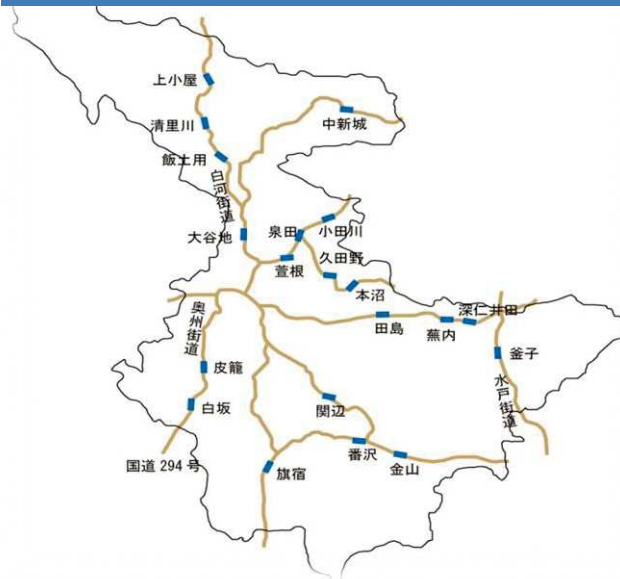 上小屋
中新城
清里川
飯土用
白河街道
小田川
泉田
大谷地
久田野
萱根
本沼
深仁井田
奥州街道
田島
蕪内
釜子
皮籠
水戸街道
白坂
関辺
番沢
国道294号
旗宿
金山